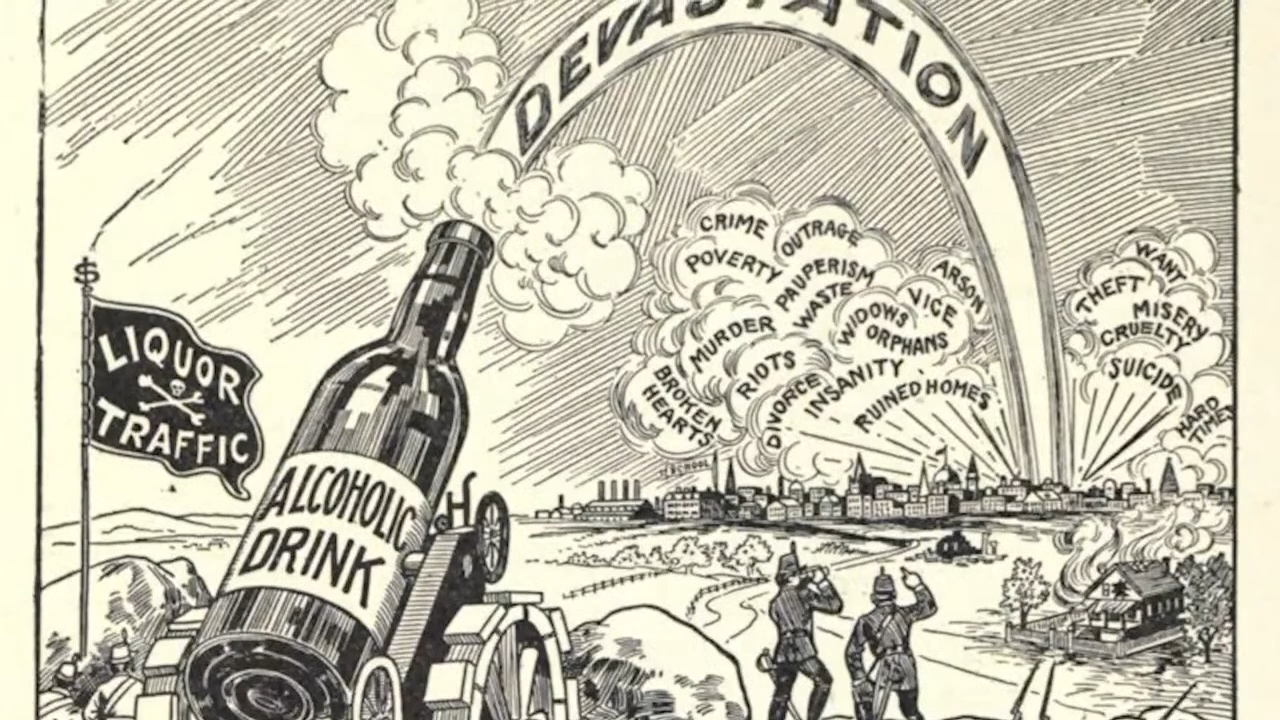 DEVASTATION
$
LIQUOR
TRAFFIC
ALCOHOLIC
DRINK
CRIME
OUTRAGE
POVERTY
PAUPERISM
WASTE
MURDER
WIDOWS
VICE
ARSON
ORPHANS
RIOTS
INSANITY
BROKEN
HEARTS
DIVORCE
RUINED HOMES
SCHOOL
WANT
THEFT
MISERY
CRUELTY
SUICIDE
HARD
TIMES